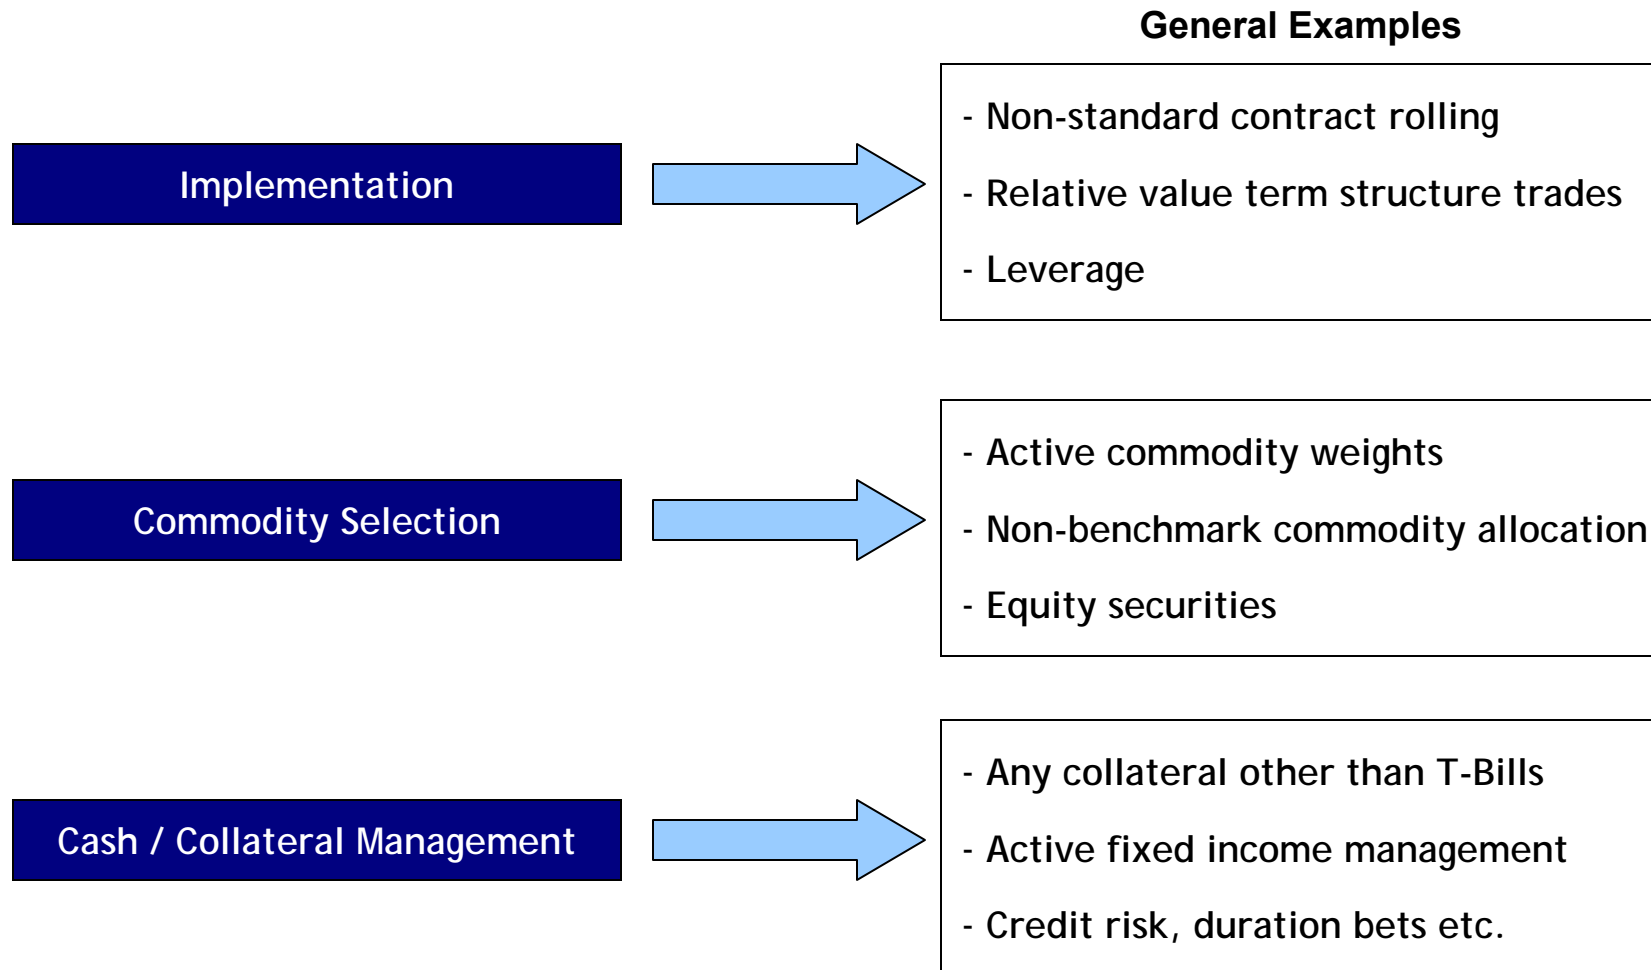 General Examples
Implementation
- Non-standard contract rolling
- Relative value term structure trades
- Leverage
Commodity Selection
- Active commodity weights
- Non-benchmark commodity allocation
- Equity securities
Cash / Collateral Management
- Any collateral other than T-Bills
- Active fixed income management
- Credit risk, duration bets etc.